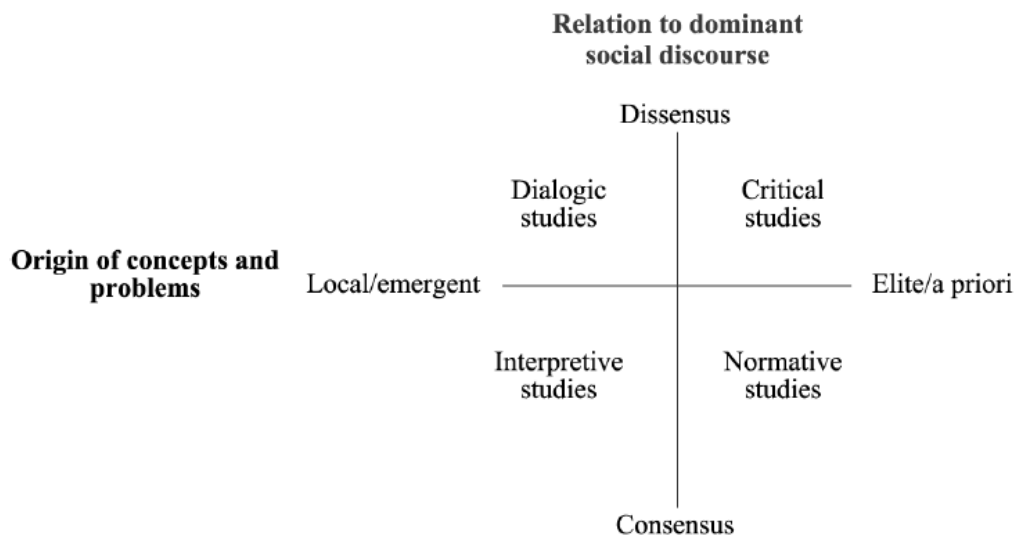 Relation to dominant
social discourse
Dissensus
Dialogic
studies
Critical
studies
Origin of concepts and
problems
Local/emergent
Elite/a priori
Interpretive
studies
Normative
studies
Consensus